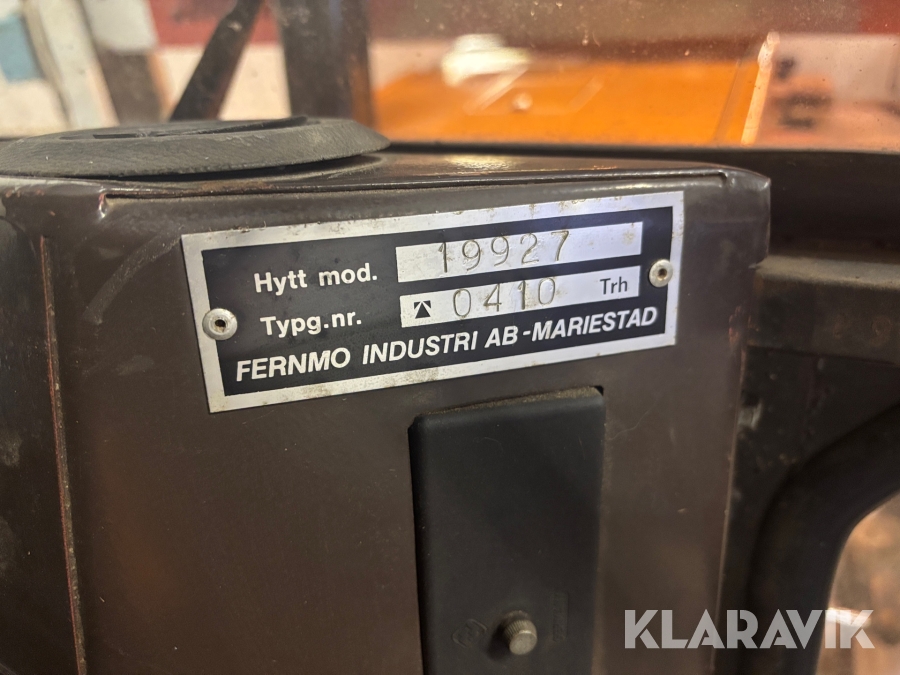 Hytt mod. 19927
Typg.nr. 0410 Trh
FERNMO INDUSTRI AB - MARIESTAD
KLARAVIK